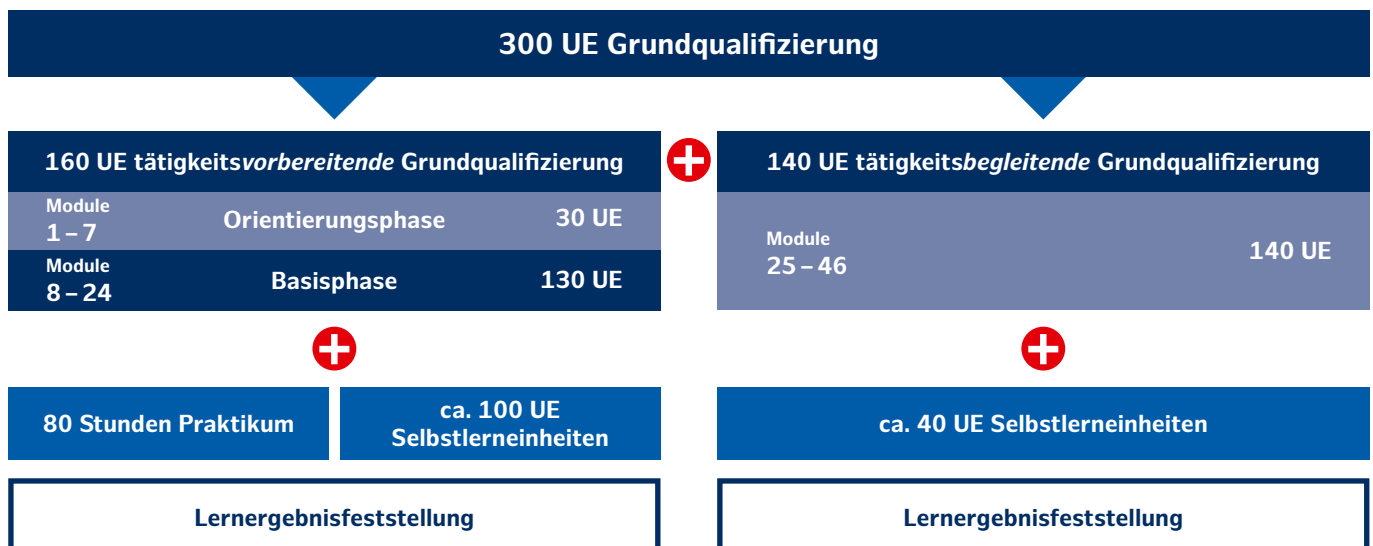 300 UE Grundqualifizierung
160 UE tätigkeitsvorbereitende Grundqualifizierung
Module
1 – 7
Orientierungsphase
30 UE
Module
8 – 24
Basisphase
130 UE
80 Stunden Praktikum
ca. 100 UE
Selbstlerneinheiten
Lernergebnisfeststellung
140 UE tätigkeitsbegleitende Grundqualifizierung
Module
25 – 46
140 UE
ca. 40 UE Selbstlerneinheiten
Lernergebnisfeststellung